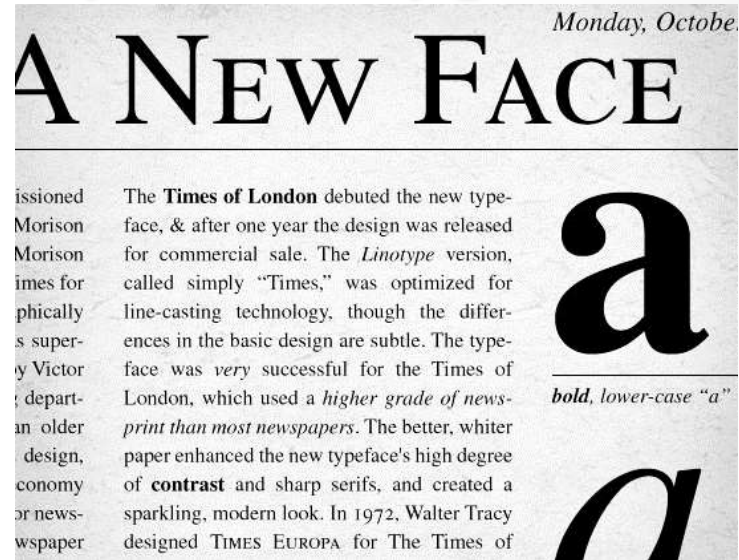 Monday, October
A NEW FACE
issioned
Morison
Morison
imes for
phically
s super-
by Victor
depart-
an older
design,
conomy
or news-
wspaper
The Times of London debuted the new type-
face, & after one year the design was released
for commercial sale. The Linotype version,
called simply “Times,” was optimized for
line-casting technology, though the differ-
ences in the basic design are subtle. The type-
face was very successful for the Times of
London, which used a higher grade of news-
print than most newspapers. The better, whiter
paper enhanced the new typeface's high degree
of contrast and sharp serifs, and created a
sparkling, modern look. In 1972, Walter Tracy
designed TIMES EUROPA for The Times of
a
bold, lower-case “a”
a